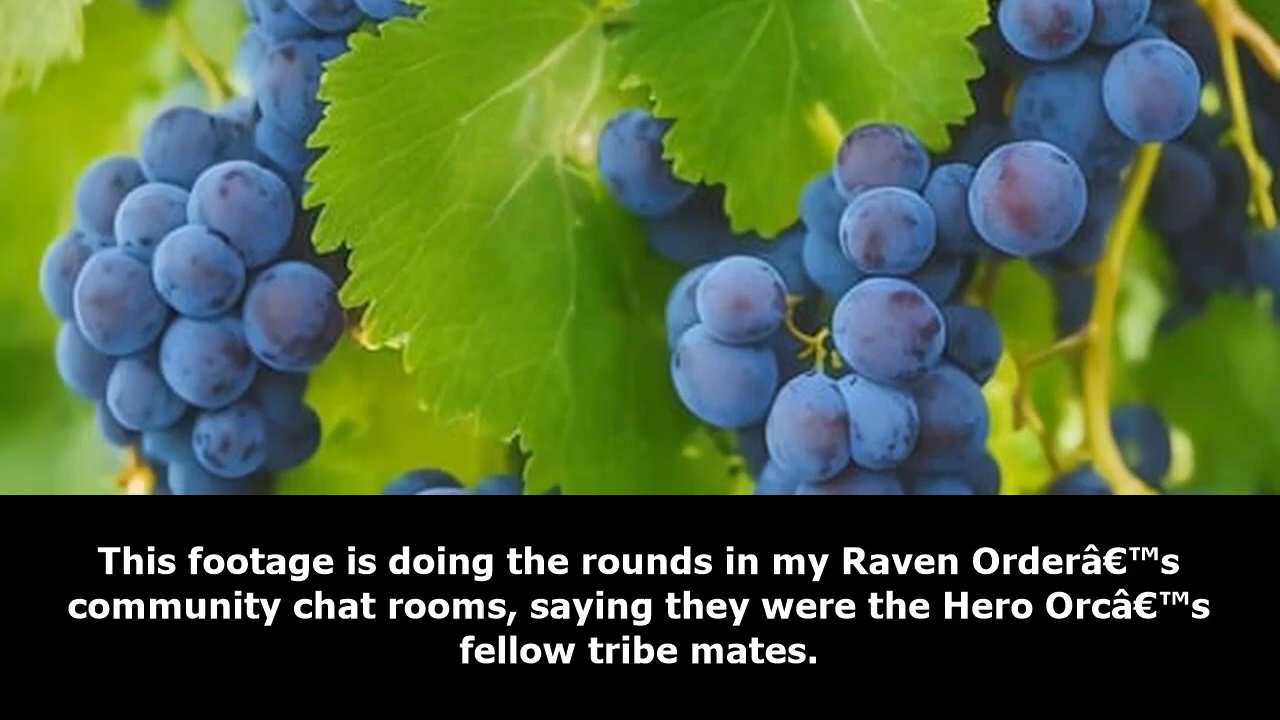 This footage is doing the rounds in my Raven Orderâ€™s
community chat rooms, saying they were the Hero Orcâ€™s
fellow tribe mates.